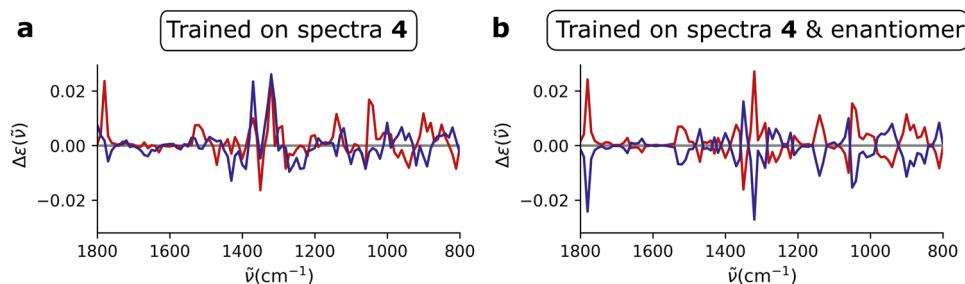 a
Trained on spectra 4
0.02
0.00
−0.02
Δε(ν̃)
1800 1600 1400 1200 1000 800
ν̃(cm⁻¹)
b
Trained on spectra 4 & enantiomer
0.02
0.00
−0.02
Δε(ν̃)
1800 1600 1400 1200 1000 800
ν̃(cm⁻¹)